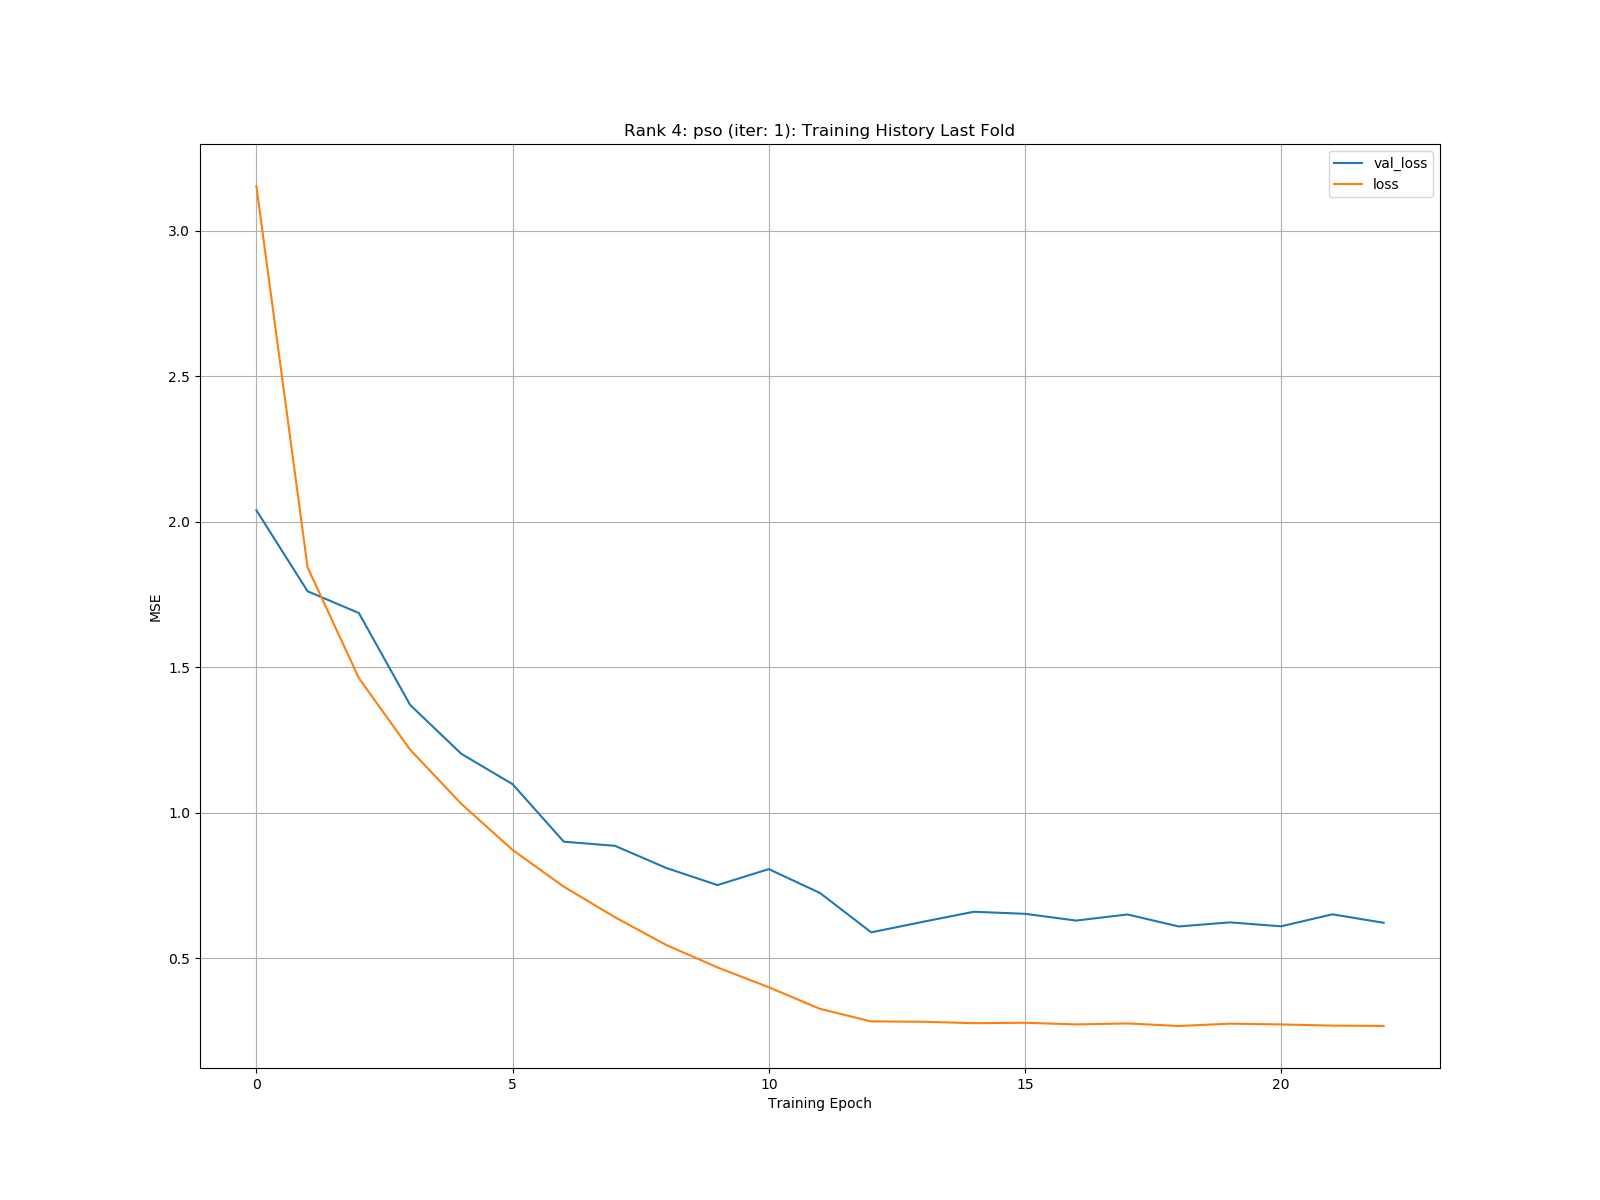 Rank 4: pso (iter: 1): Training History Last Fold
val_loss
loss
3.0
2.5
2.0
1.5
1.0
0.5
MSE
0 5 10 15 20
Training Epoch